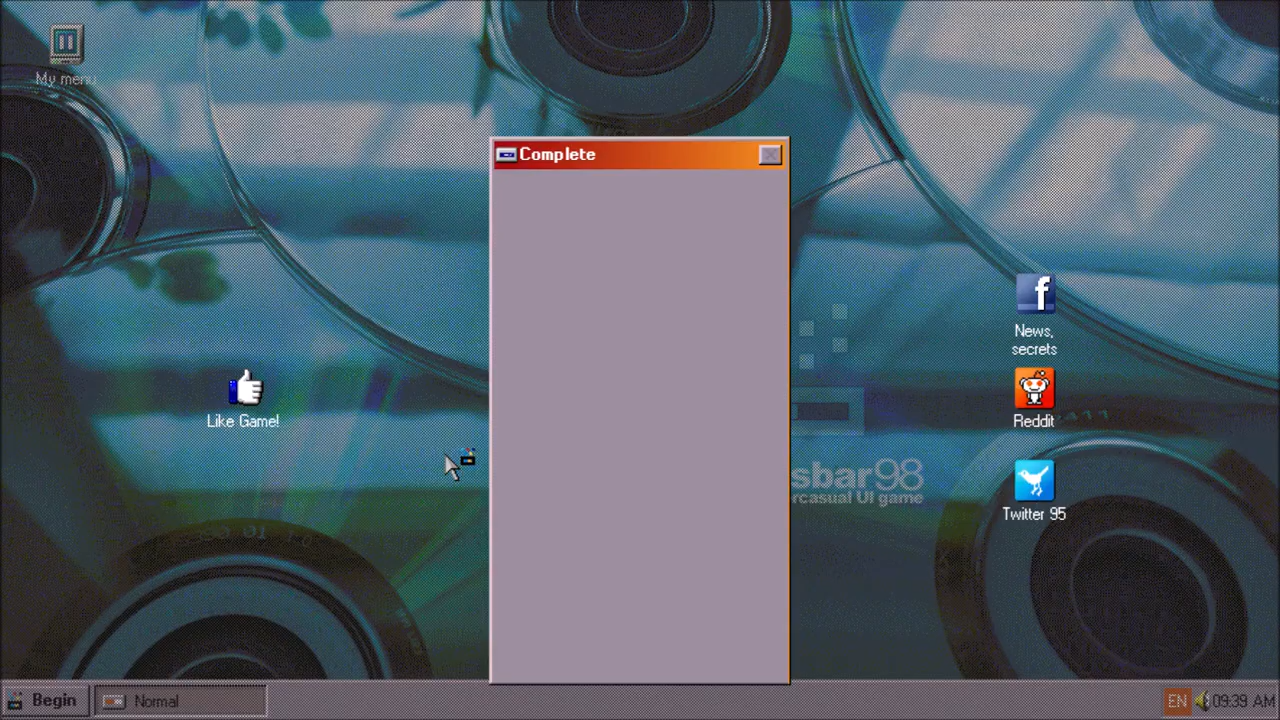 My menu
Complete
News,
secrets
Like Game!
Reddit
sbar98
rcasual UI game
Twitter 95
Begin
Normal
EN
09:39 AM